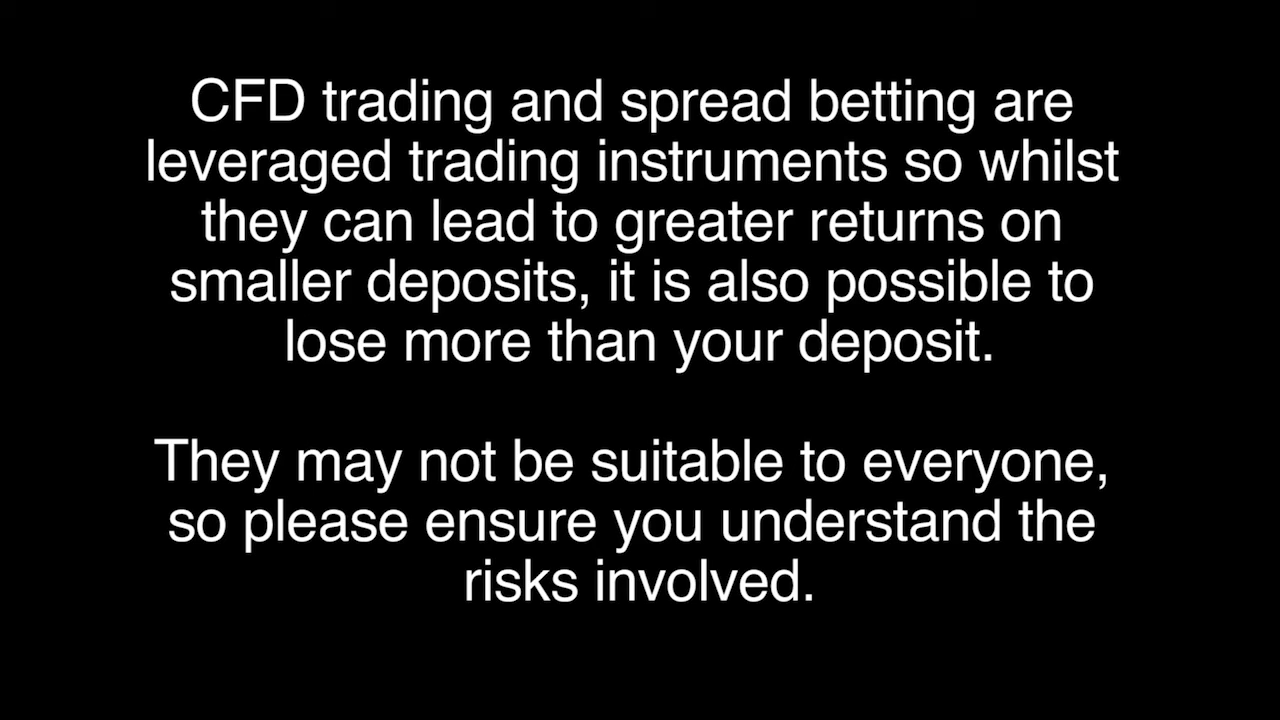 CFD trading and spread betting are
leveraged trading instruments so whilst
they can lead to greater returns on
smaller deposits, it is also possible to
lose more than your deposit.
They may not be suitable to everyone,
so please ensure you understand the
risks involved.